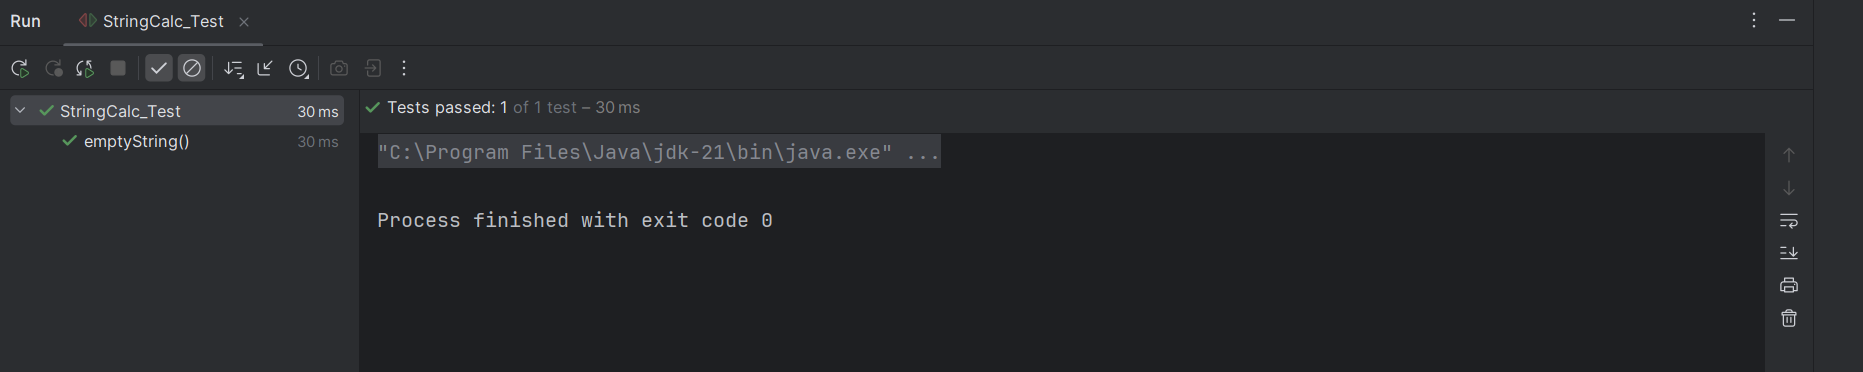 Run StringCalc_Test
StringCalc_Test 30 ms
emptyString() 30 ms
Tests passed: 1 of 1 test – 30 ms
"C:\Program Files\Java\jdk-21\bin\java.exe" ...
Process finished with exit code 0